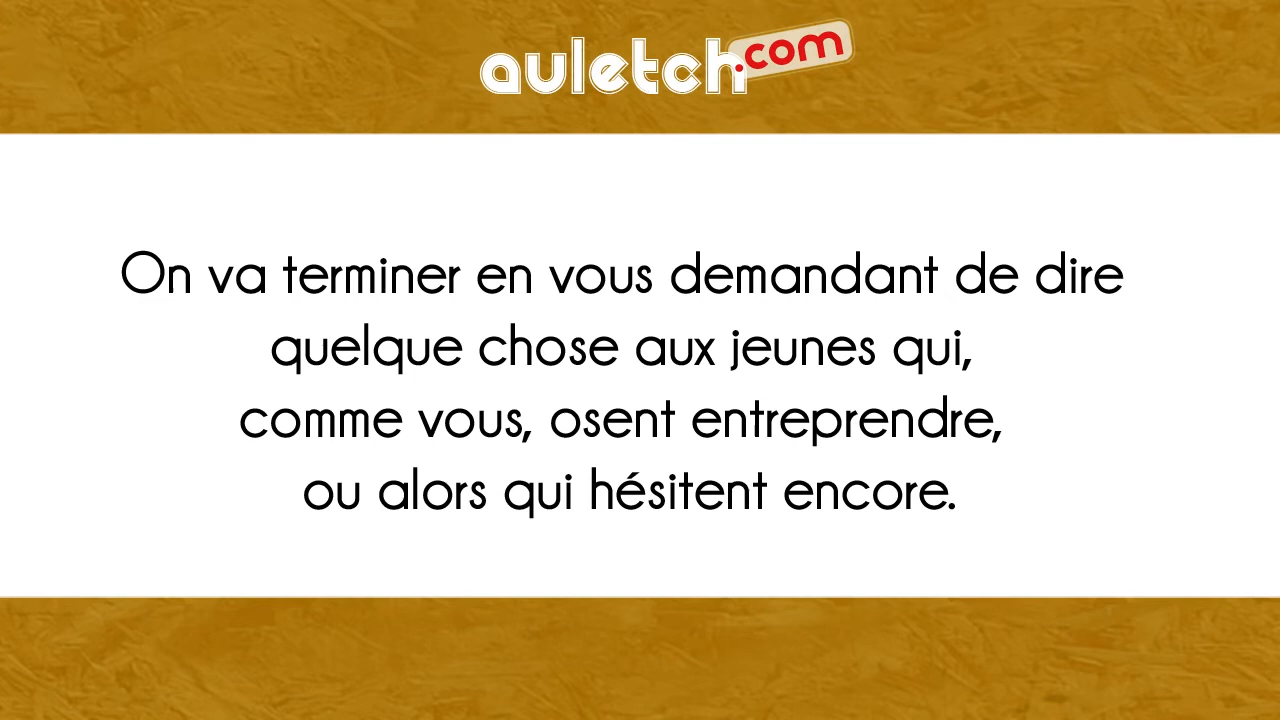 auletch.com
On va terminer en vous demandant de dire
quelque chose aux jeunes qui,
comme vous, osent entreprendre,
ou alors qui hésitent encore.